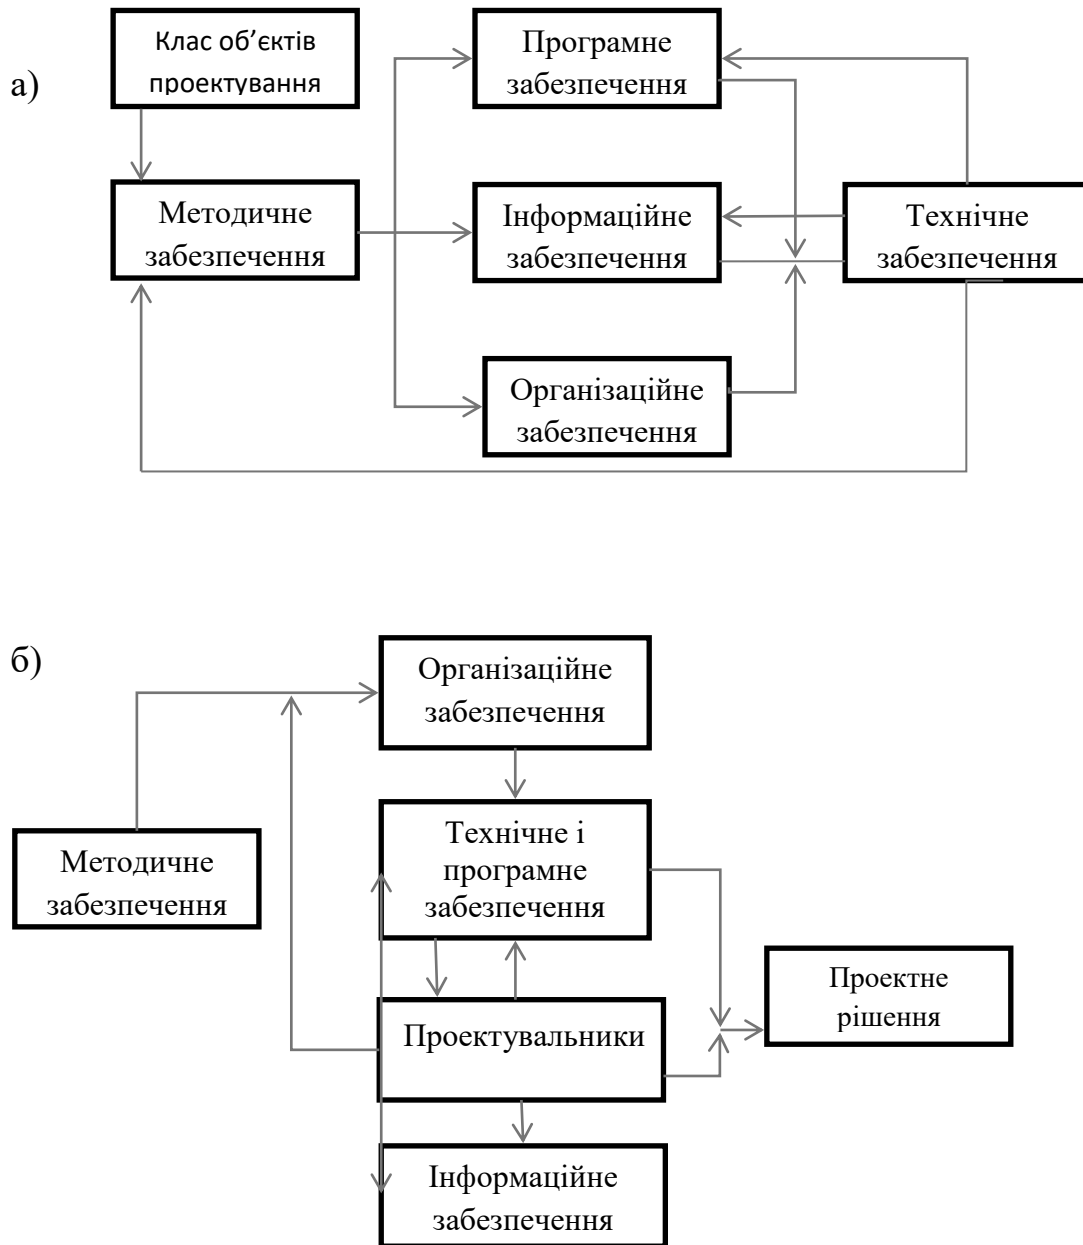 а)
Клас об’єктів
проектування
Програмне
забезпечення
Методичне
забезпечення
Інформаційне
забезпечення
Технічне
забезпечення
Організаційне
забезпечення
б)
Організаційне
забезпечення
Методичне
забезпечення
Технічне і
програмне
забезпечення
Проектне
рішення
Проектувальники
Інформаційне
забезпечення